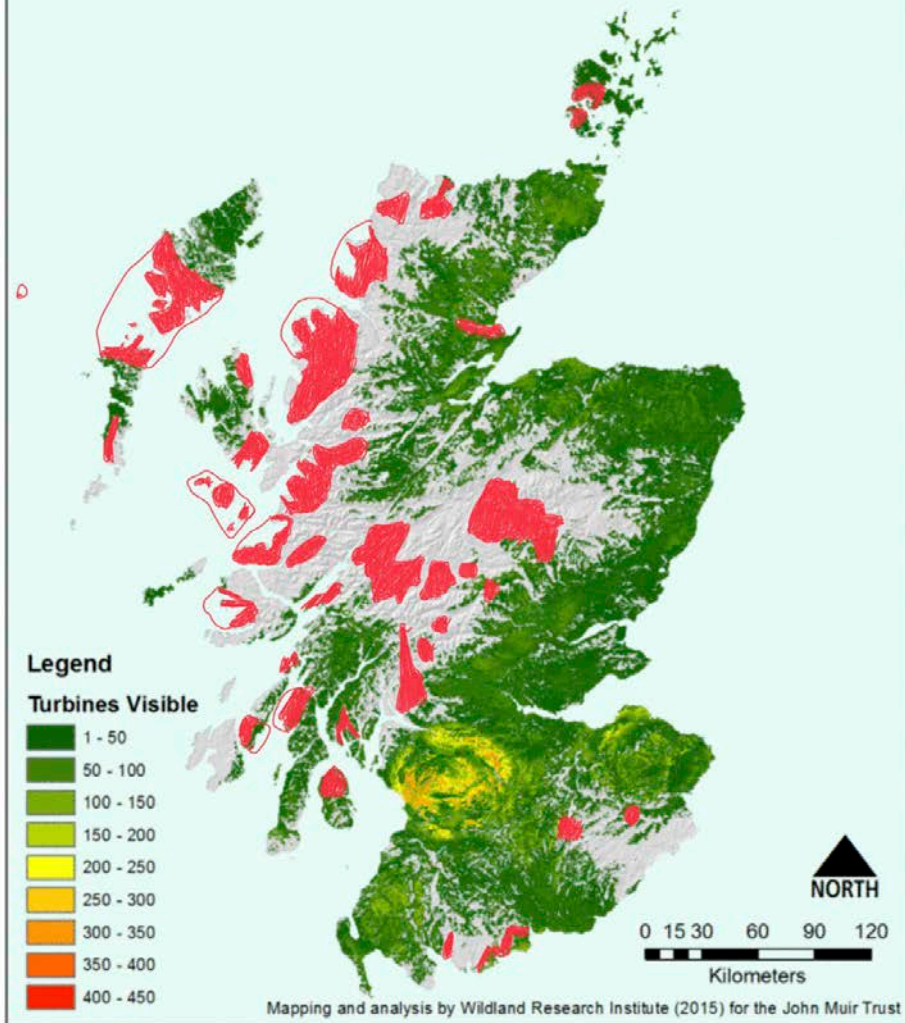 Legend
Turbines Visible
1 - 50
50 - 100
100 - 150
150 - 200
200 - 250
250 - 300
300 - 350
350 - 400
400 - 450
NORTH
0 15 30 60 90 120
Kilometers
Mapping and analysis by Wildland Research Institute (2015) for the John Muir Trust